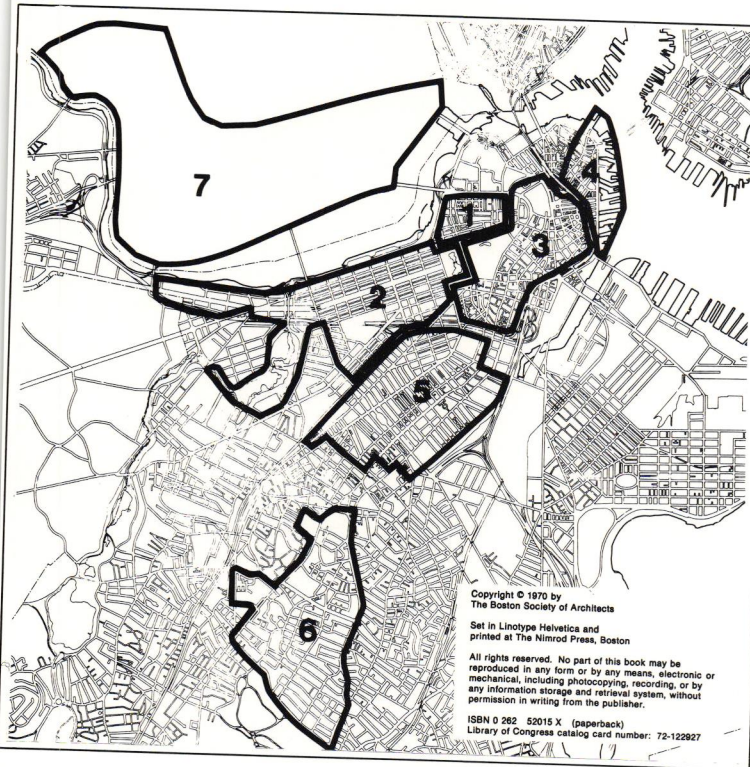 7
4
1
3
2
5
6
Copyright © 1970 by
The Boston Society of Architects
Set in Linotype Helvetica and
printed at The Nimrod Press, Boston
All rights reserved. No part of this book may be
reproduced in any form or by any means, electronic or
mechanical, including photocopying, recording, or by
any information storage and retrieval system, without
permission in writing from the publisher.
ISBN 0 262 52015 X (paperback)
Library of Congress catalog card number: 72-122927